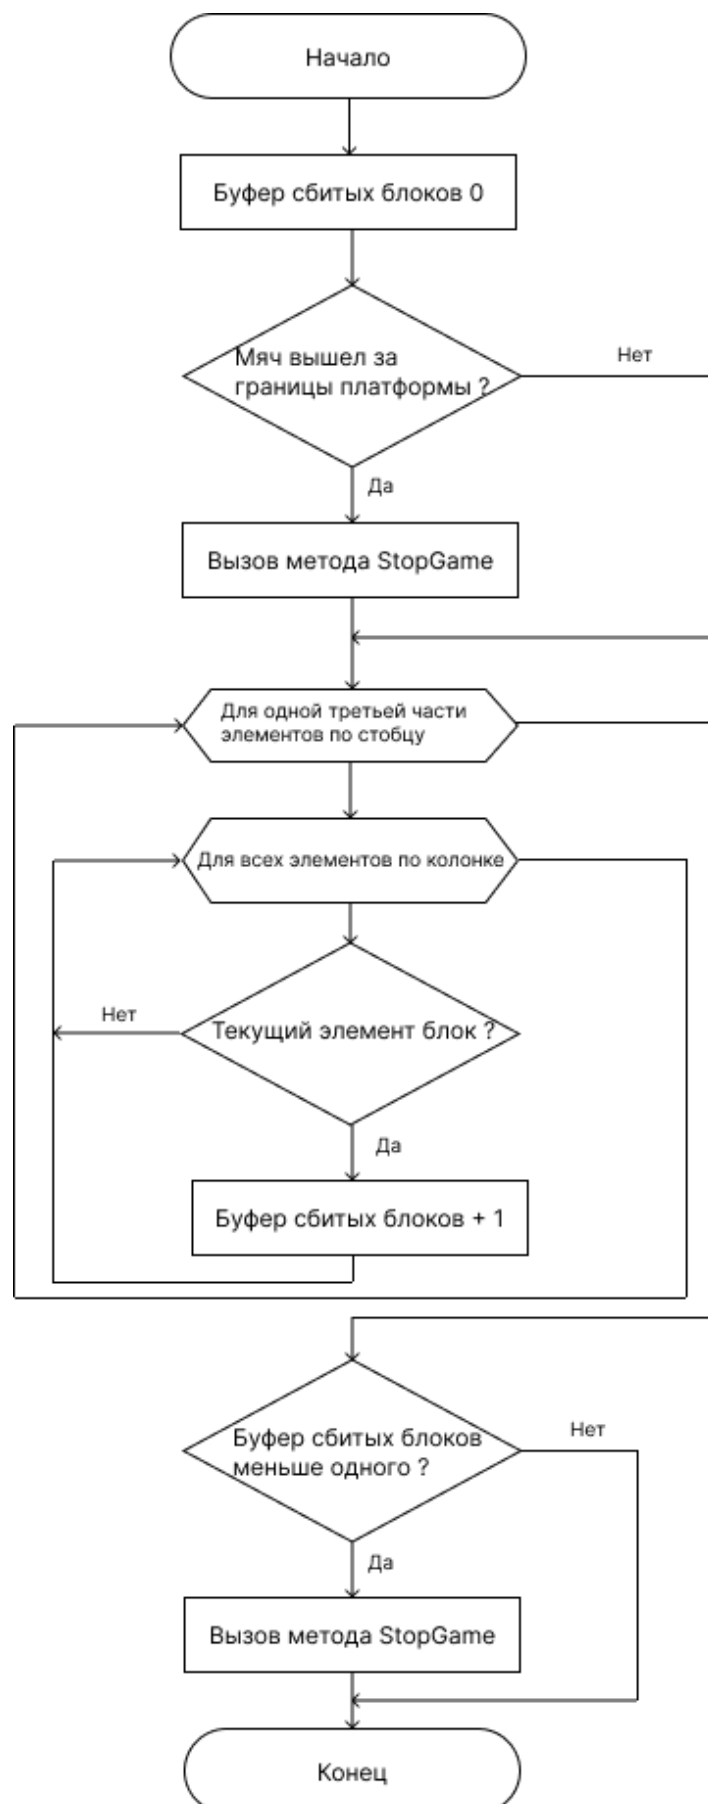 Начало
Буфер сбитых блоков 0
Мяч вышел за
границы платформы ?
Нет
Да
Вызов метода StopGame
Для одной третьей части
элементов по стобцу
Для всех элементов по колонке
Нет
Текущий элемент блок ?
Да
Буфер сбитых блоков + 1
Буфер сбитых блоков
меньше одного ?
Нет
Да
Вызов метода StopGame
Конец